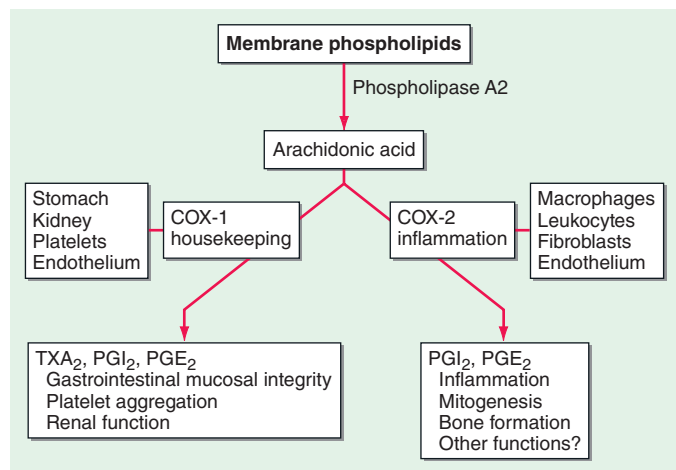 Membrane phospholipids
Phospholipase A2
Arachidonic acid
Stomach
Kidney
Platelets
Endothelium
COX-1
housekeeping
COX-2
inflammation
Macrophages
Leukocytes
Fibroblasts
Endothelium
TXA₂, PGI₂, PGE₂
Gastrointestinal mucosal integrity
Platelet aggregation
Renal function
PGI₂, PGE₂
Inflammation
Mitogenesis
Bone formation
Other functions?